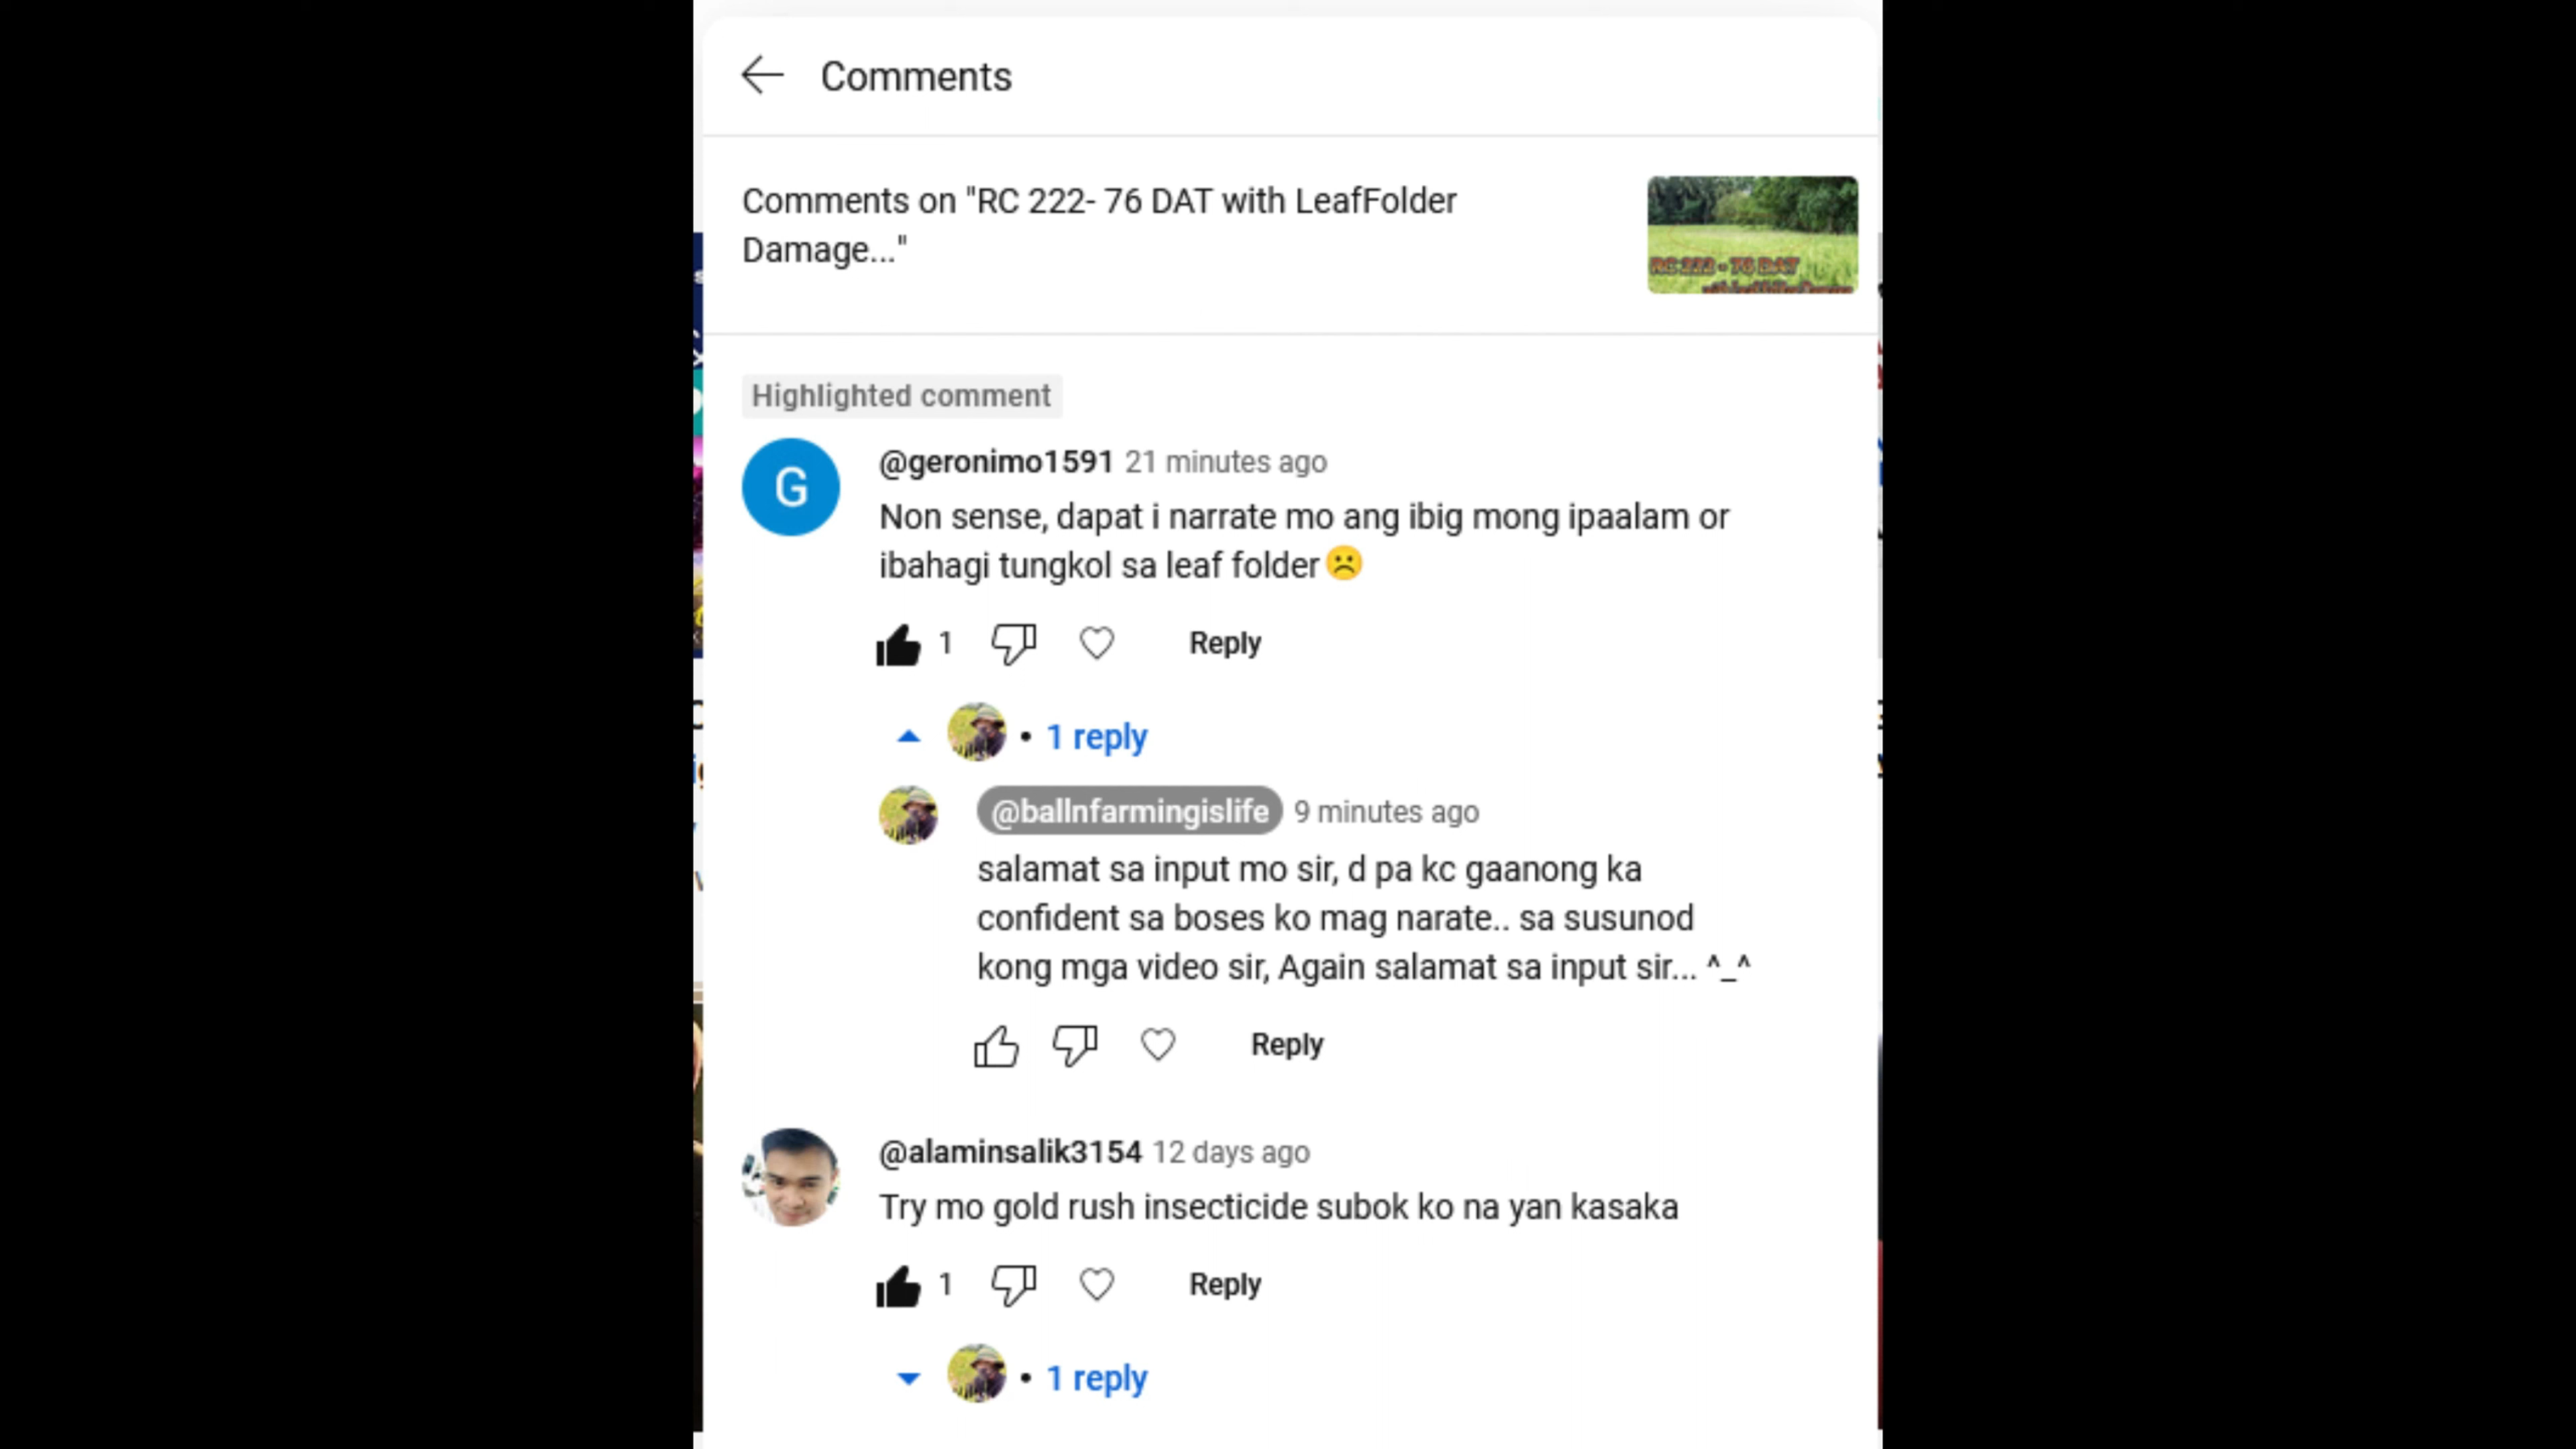 Comments
Comments on "RC 222- 76 DAT with LeafFolder
Damage..."
RC 222 - 76 DAT
Highlighted comment
G
@geronimo1591 21 minutes ago
Non sense, dapat i narrate mo ang ibig mong ipaalam or
ibahagi tungkol sa leaf folder☹️
1
Reply
• 1 reply
@ballnfarmingislife 9 minutes ago
salamat sa input mo sir, d pa kc gaanong ka
confident sa boses ko mag narate.. sa susunod
kong mga video sir, Again salamat sa input sir... ^_^
Reply
@alaminsalik3154 12 days ago
Try mo gold rush insecticide subok ko na yan kasaka
1
Reply
• 1 reply